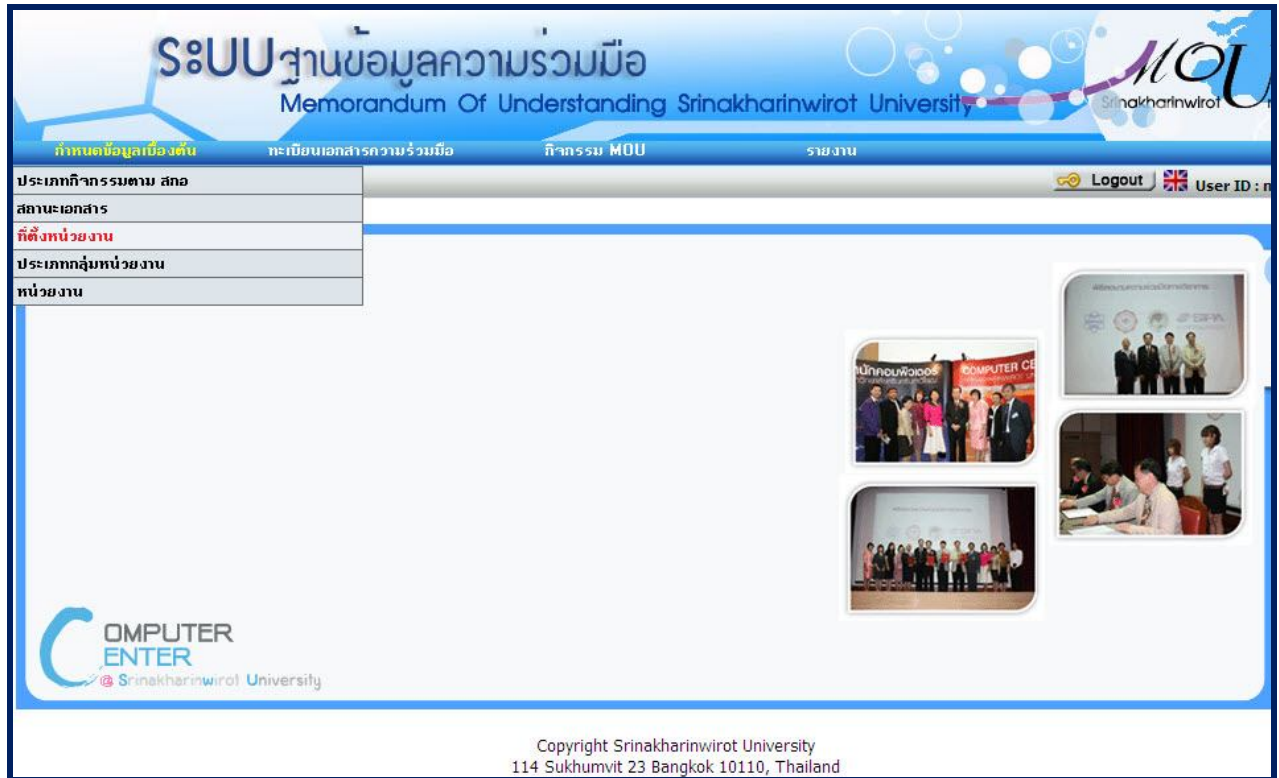 ระบบฐานข้อมูลความร่วมมือ
Memorandum Of Understanding Srinakharinwirot University
MOU
Srinakharinwirot
กำหนดข้อมูลเบื้องต้น ทะเบียนเอกสารความร่วมมือ กิจกรรม MOU รายงาน
Logout User ID : n
ประเภทกิจกรรมตาม สกอ
สถานะเอกสาร
ที่ตั้งหน่วยงาน
ประเภทกลุ่มหน่วยงาน
หน่วยงาน
SIPA
COMPUTER CE
COMPUTER
CENTER
@ Srinakharinwirot University
Copyright Srinakharinwirot University
114 Sukhumvit 23 Bangkok 10110, Thailand